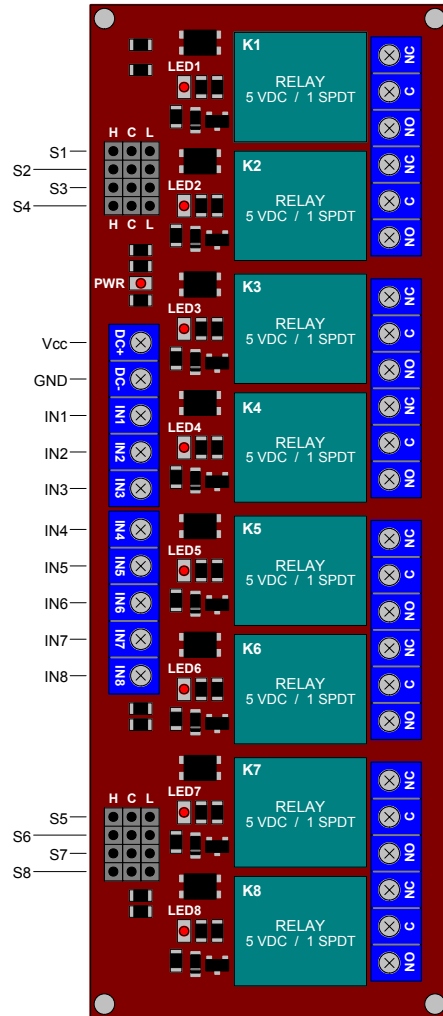 K1
RELAY
5 VDC / 1 SPDT
LED1
NC
C
NO
H C L
S1
S2
S3
S4
H C L
K2
RELAY
5 VDC / 1 SPDT
LED2
NC
C
NO
PWR
K3
RELAY
5 VDC / 1 SPDT
LED3
NC
C
NO
Vcc
DC+
GND
DC-
IN1
IN1
IN2
IN2
IN3
IN3
K4
RELAY
5 VDC / 1 SPDT
LED4
NC
C
NO
IN4
IN4
IN5
IN5
IN6
IN6
IN7
IN7
IN8
IN8
K5
RELAY
5 VDC / 1 SPDT
LED5
NC
C
NO
K6
RELAY
5 VDC / 1 SPDT
LED6
NC
C
NO
K7
RELAY
5 VDC / 1 SPDT
LED7
NC
C
NO
H C L
S5
S6
S7
S8
K8
RELAY
5 VDC / 1 SPDT
LED8
NC
C
NO